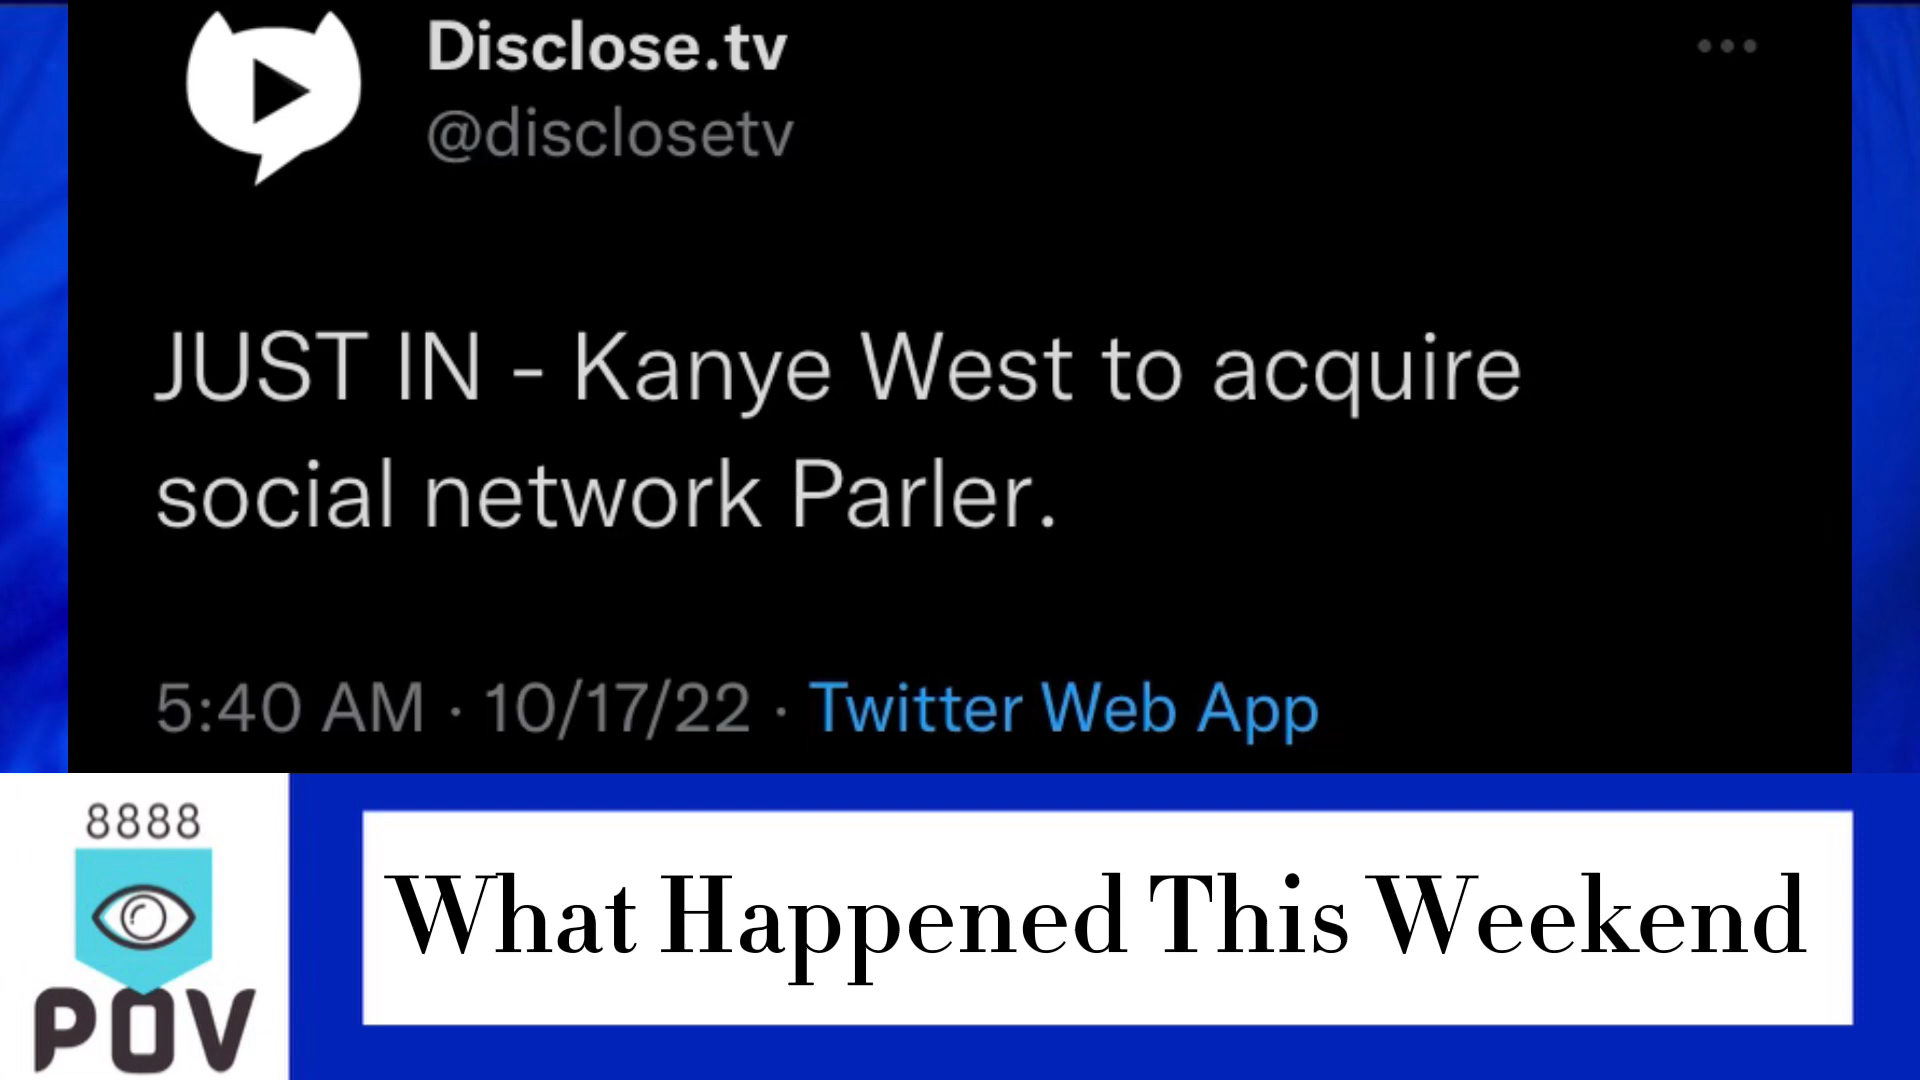 Disclose.tv
@disclosetv
JUST IN - Kanye West to acquire
social network Parler.
5:40 AM · 10/17/22 · Twitter Web App
8888
POV
What Happened This Weekend